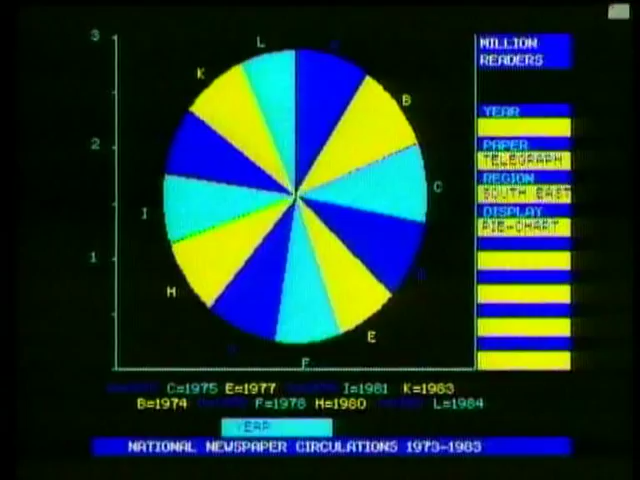 3
MILLION
READERS
L
K
B
YEAR
2
PAPER
TELEGRAPH
REGION
C
SOUTH EAST
I
DISPLAY
PIE-CHART
1
H
E
F
C=1975 E=1977 I=1981 K=1983
B=1974 F=1978 H=1980 L=1984
YEAR
NATIONAL NEWSPAPER CIRCULATIONS 1973-1983